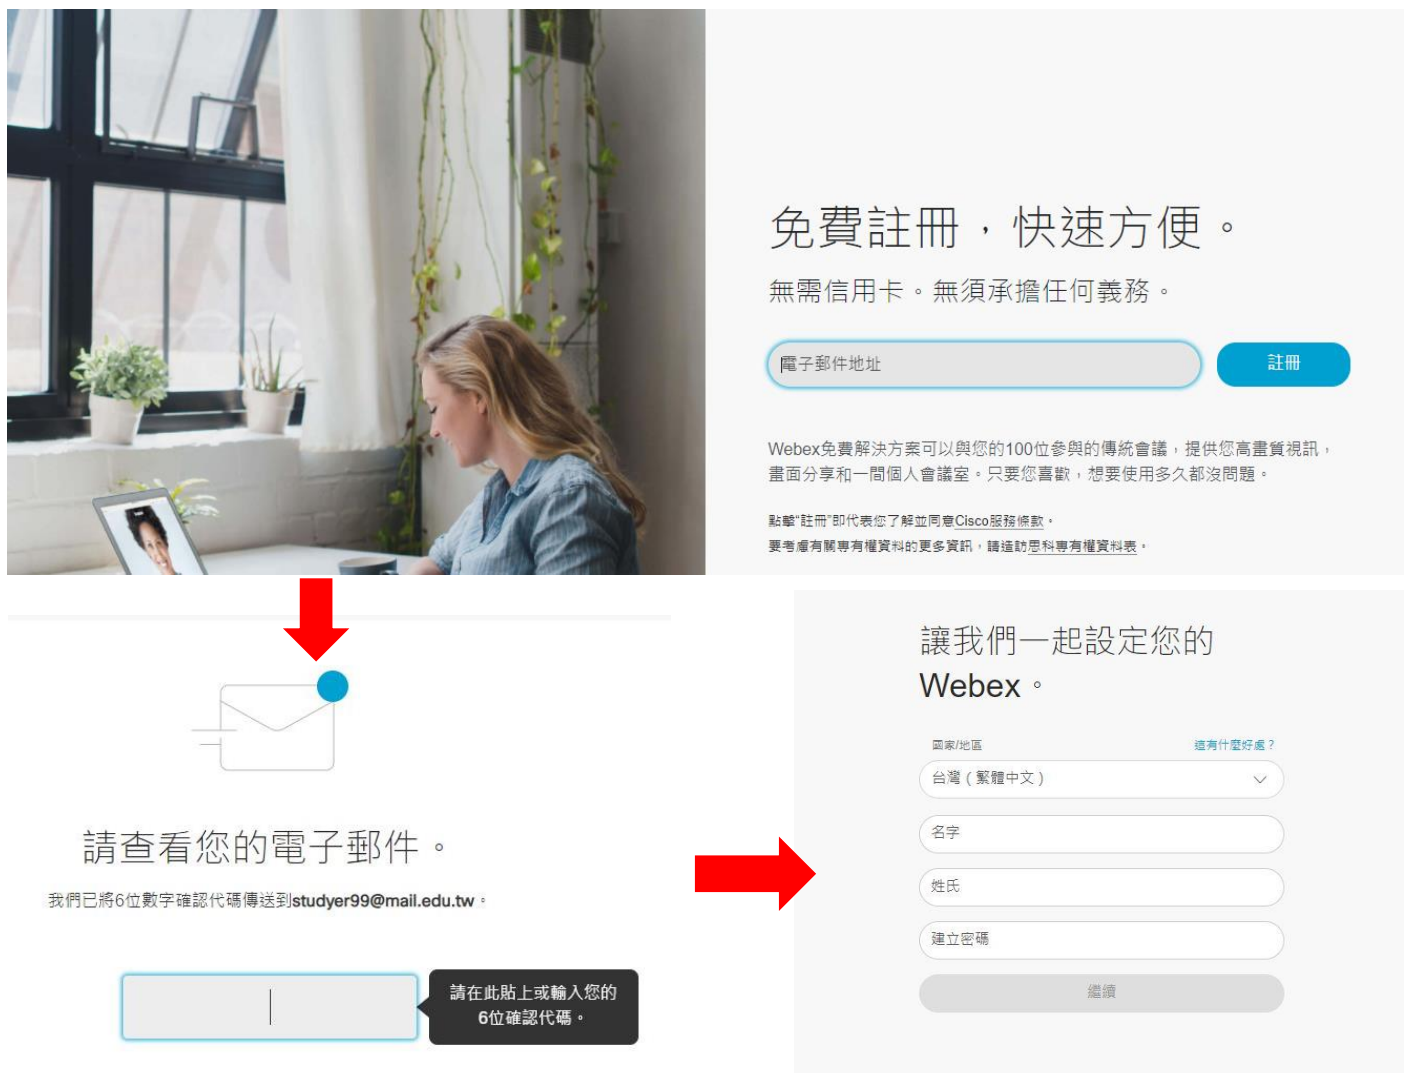 免費註冊，快速方便。
無需信用卡。無須承擔任何義務。
電子郵件地址
註冊
Webex免費解決方案可以與您的100位參與的傳統會議，提供您高畫質視訊，
畫面分享和一間個人會議室。只要您喜歡，想要使用多久都沒問題。
點擊“註冊”即代表您了解並同意Cisco服務條款。
要考慮有關專有權資料的更多資訊，請造訪思科專有權資料表。
請查看您的電子郵件。
我們已將6位數字確認代碼傳送到studyer99@mail.edu.tw。
請在此貼上或輸入您的
6位確認代碼。
讓我們一起設定您的
Webex。
國家/地區
這有什麼好處？
台灣（繁體中文）
名字
姓氏
建立密碼
繼續